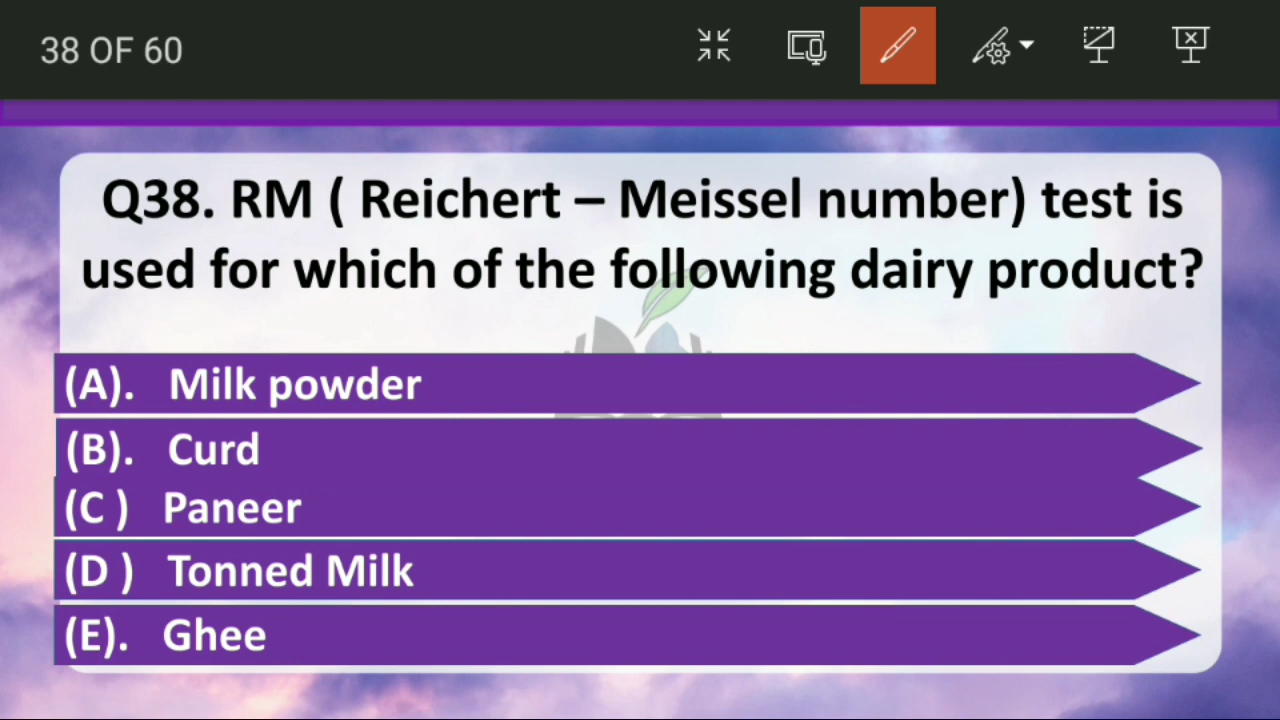 38 OF 60
Q38. RM ( Reichert – Meissel number) test is
used for which of the following dairy product?
(A). Milk powder
(B). Curd
(C ) Paneer
(D ) Tonned Milk
(E). Ghee